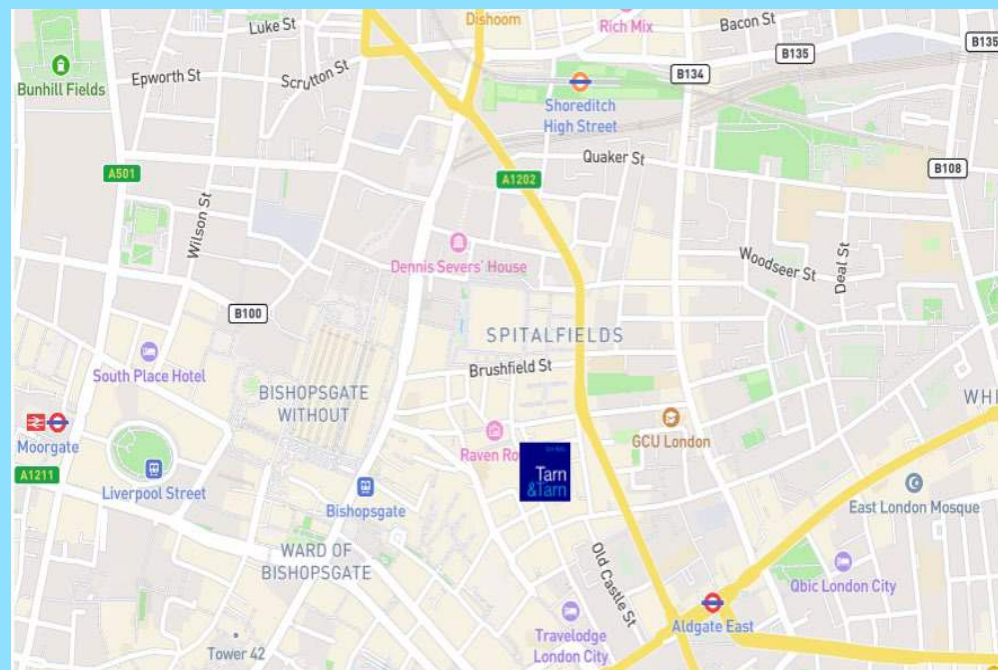 Luke St
Dishoom
Rich Mix
Bacon St
B135
B135
B134
Epworth St
Scrutton St
Bunhill Fields
Shoreditch
High Street
Quaker St
B108
A501
A1202
Wilson St
Dennis Severs' House
Woodseer St
Deal St
B100
SPITALFIELDS
South Place Hotel
Brushfield St
BISHOPSGATE
WITHOUT
WHI
Moorgate
GCU London
Raven Ro
Tarn
&Tarn
A1211
Liverpool Street
Bishopsgate
East London Mosque
WARD OF
BISHOPSGATE
Old Castle St
Qbic London City
Aldgate East
Travelodge
London City
Tower 42